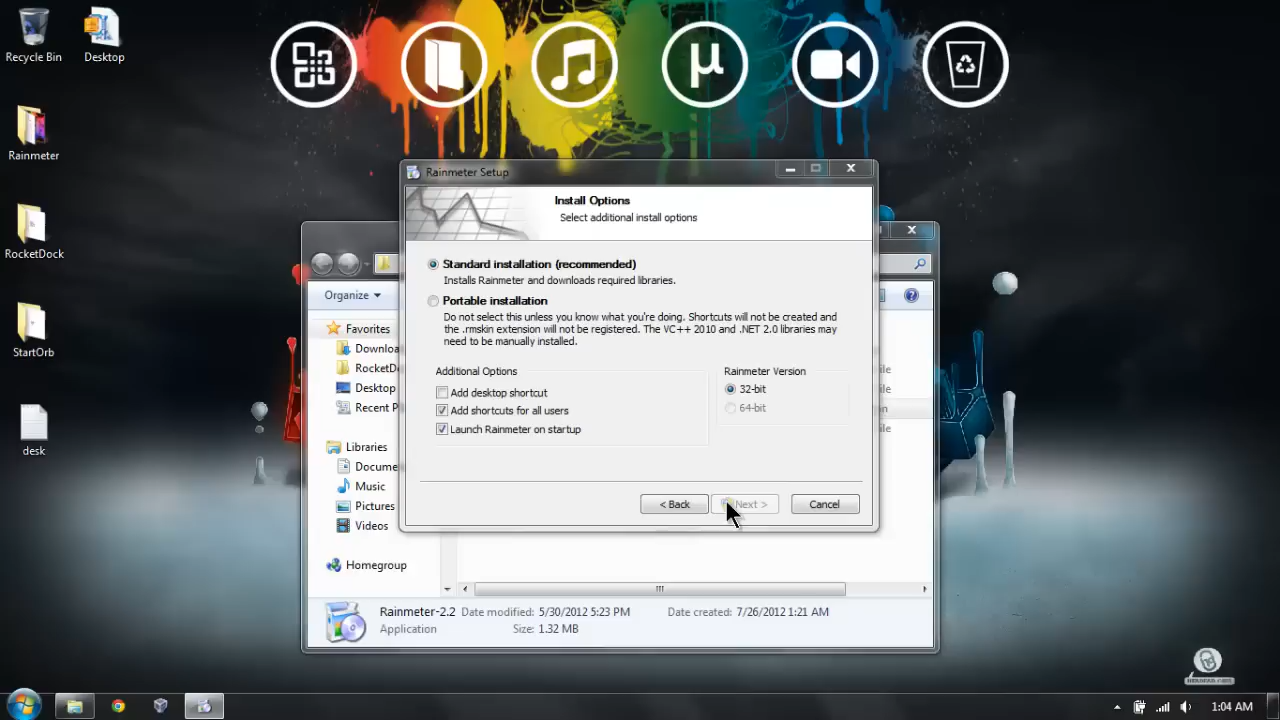 Recycle Bin
Desktop
Rainmeter
RocketDock
StartOrb
desk
µ
Rainmeter Setup
Install Options
Select additional install options
Standard installation (recommended)
Installs Rainmeter and downloads required libraries.
Portable installation
Do not select this unless you know what you're doing. Shortcuts will not be created and
the .rmskin extension will not be registered. The VC++ 2010 and .NET 2.0 libraries may
need to be manually installed.
Additional Options
Add desktop shortcut
Add shortcuts for all users
Launch Rainmeter on startup
Rainmeter Version
32-bit
64-bit
< Back
Next >
Cancel
Organize
Favorites
Downloa
RocketDo
Desktop
Recent P
Libraries
Docume
Music
Pictures
Videos
Homegroup
Rainmeter-2.2 Date modified: 5/30/2012 5:23 PM Date created: 7/26/2012 1:21 AM
Application Size: 1.32 MB
1:04 AM